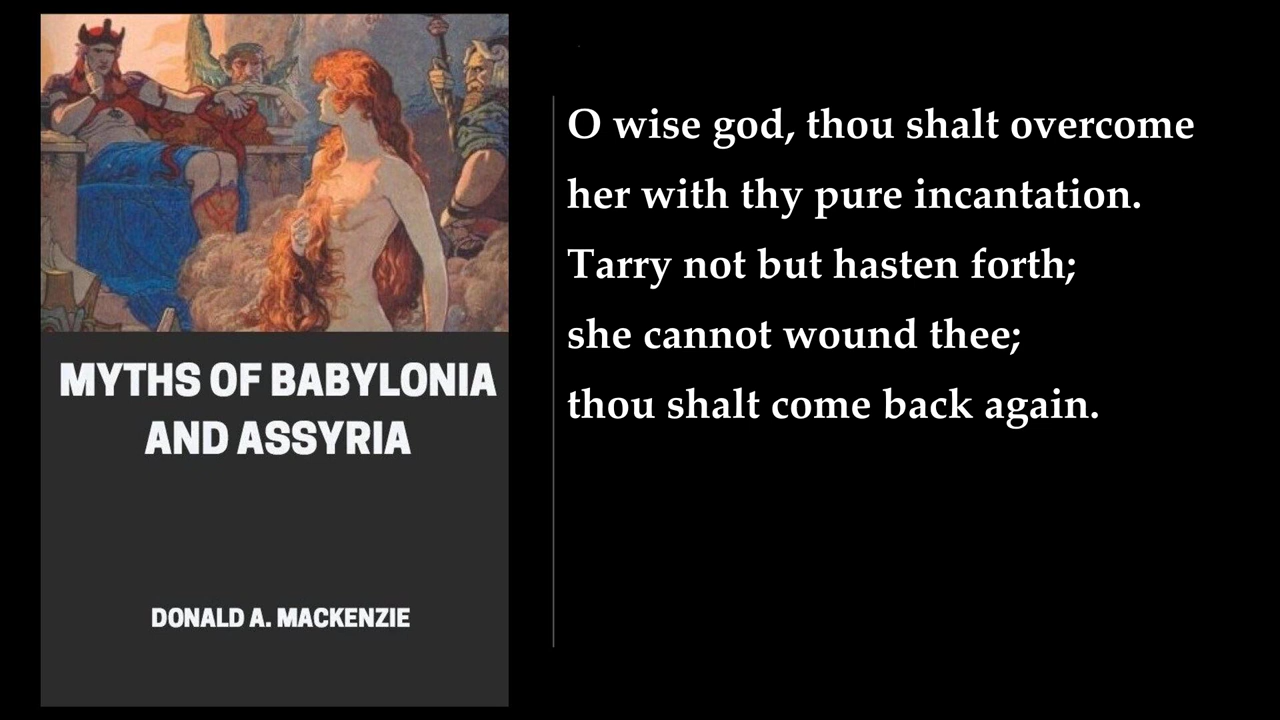 MYTHS OF BABYLONIA
AND ASSYRIA
DONALD A. MACKENZIE
O wise god, thou shalt overcome
her with thy pure incantation.
Tarry not but hasten forth;
she cannot wound thee;
thou shalt come back again.